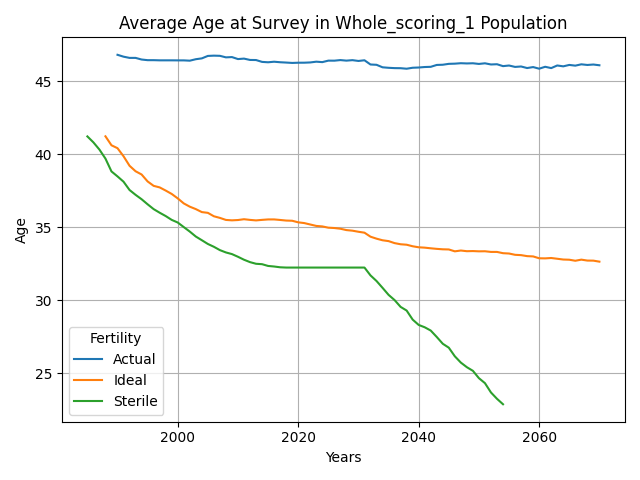 Average Age at Survey in Whole_scoring_1 Population
45
40
35
30
25
Age
Fertility
Actual
Ideal
Sterile
2000
2020
2040
2060
Years